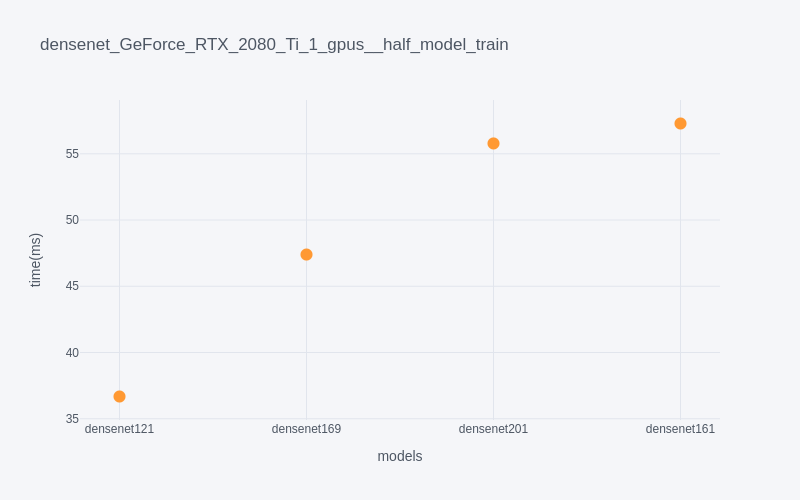 densenet_GeForce_RTX_2080_Ti_1_gpus__half_model_train
time(ms)
55
50
45
40
35
densenet121
densenet169
densenet201
densenet161
models